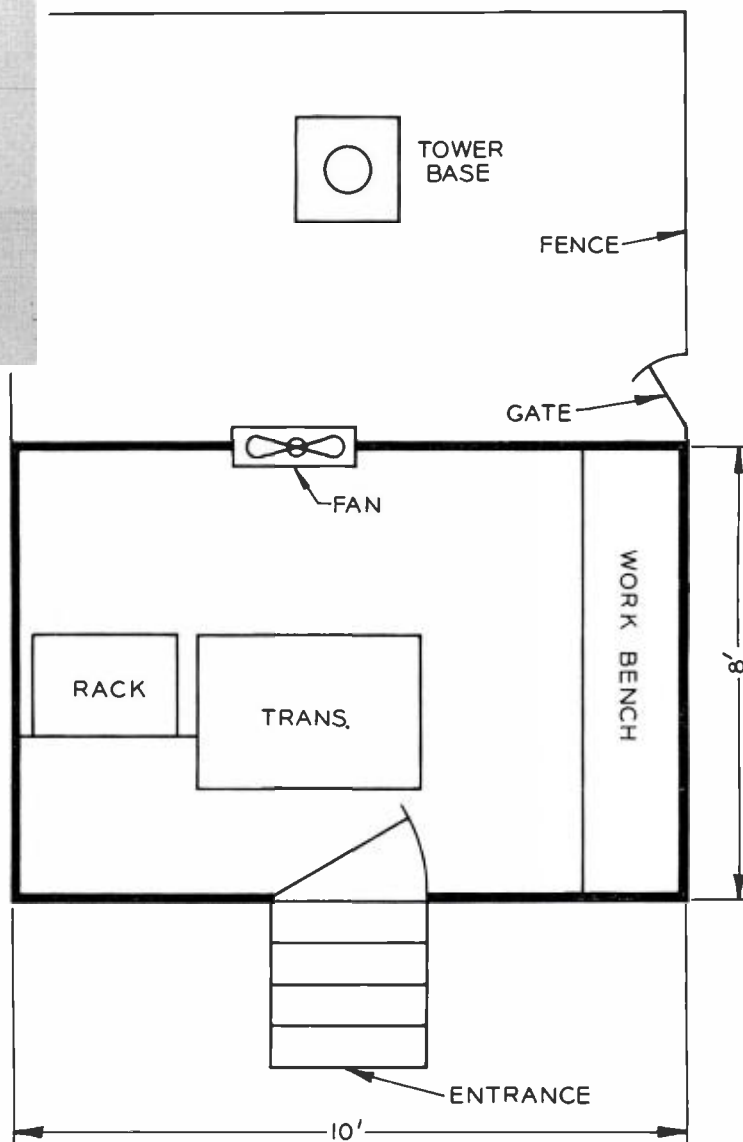 TOWER
BASE
FENCE
GATE
FAN
WORK BENCH
RACK
TRANS.
8'
ENTRANCE
10'